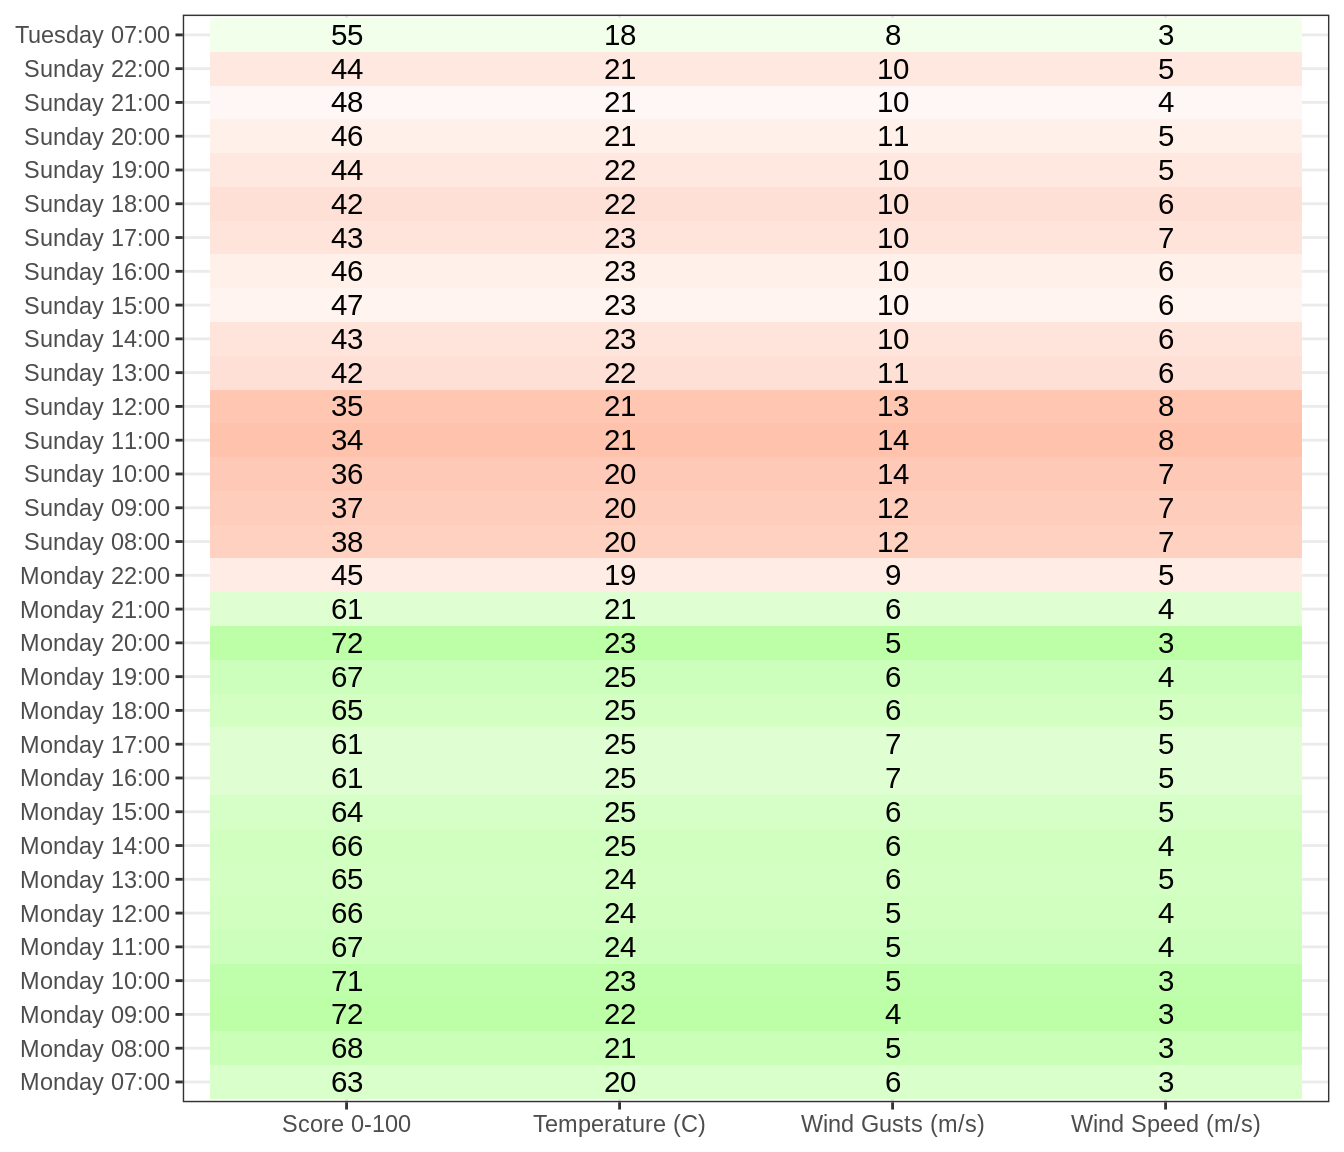 Tuesday 07:00 55 18 8 3
Sunday 22:00 44 21 10 5
Sunday 21:00 48 21 10 4
Sunday 20:00 46 21 11 5
Sunday 19:00 44 22 10 5
Sunday 18:00 42 22 10 6
Sunday 17:00 43 23 10 7
Sunday 16:00 46 23 10 6
Sunday 15:00 47 23 10 6
Sunday 14:00 43 23 10 6
Sunday 13:00 42 22 11 6
Sunday 12:00 35 21 13 8
Sunday 11:00 34 21 14 8
Sunday 10:00 36 20 14 7
Sunday 09:00 37 20 12 7
Sunday 08:00 38 20 12 7
Monday 22:00 45 19 9 5
Monday 21:00 61 21 6 4
Monday 20:00 72 23 5 3
Monday 19:00 67 25 6 4
Monday 18:00 65 25 6 5
Monday 17:00 61 25 7 5
Monday 16:00 61 25 7 5
Monday 15:00 64 25 6 5
Monday 14:00 66 25 6 4
Monday 13:00 65 24 6 5
Monday 12:00 66 24 5 4
Monday 11:00 67 24 5 4
Monday 10:00 71 23 5 3
Monday 09:00 72 22 4 3
Monday 08:00 68 21 5 3
Monday 07:00 63 20 6 3
Score 0-100 Temperature (C) Wind Gusts (m/s) Wind Speed (m/s)